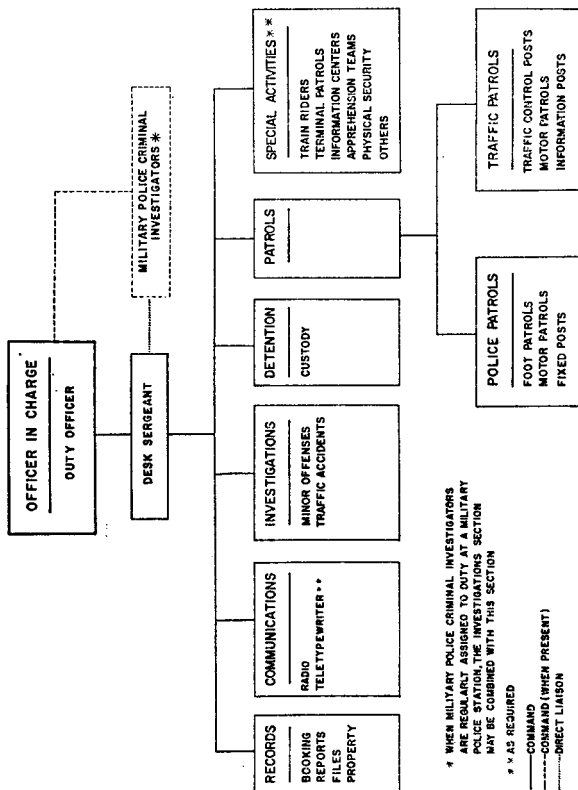 OFFICER IN CHARGE
DUTY OFFICER
MILITARY POLICE CRIMINAL
INVESTIGATORS *
DESK SERGEANT
RECORDS
BOOKING
REPORTS
FILES
PROPERTY
COMMUNICATIONS
RADIO
TELETYPEWRITER **
INVESTIGATIONS
MINOR OFFENSES
TRAFFIC ACCIDENTS
DETENTION
CUSTODY
PATROLS
SPECIAL ACTIVITIES **
TRAIN RIDERS
TERMINAL PATROLS
INFORMATION CENTERS
APPREHENSION TEAMS
PHYSICAL SECURITY
OTHERS
POLICE PATROLS
FOOT PATROLS
MOTOR PATROLS
FIXED POSTS
TRAFFIC PATROLS
TRAFFIC CONTROL POSTS
MOTOR PATROLS
INFORMATION POSTS
* WHEN MILITARY POLICE CRIMINAL INVESTIGATORS
ARE REGULARLY ASSIGNED TO DUTY AT A MILITARY
POLICE STATION, THE INVESTIGATIONS SECTION
MAY BE COMBINED WITH THIS SECTION
** AS REQUIRED
COMMAND
COMMAND (WHEN PRESENT)
DIRECT LIAISON